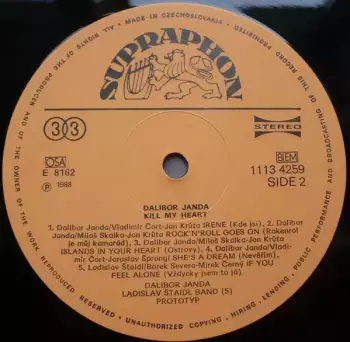 MADE IN CZECHOSLOVAKIA
ALL RIGHTS OF THE PRODUCER AND OF THE OWNER OF THE WORK REPRODUCED RESERVED • UNAUTHORIZED COPYING • HIRING • LENDING • PUBLIC PERFORMANCE AND BROADCASTING OF THIS RECORD PROHIBITED
SUPRAPHON
33
STEREO
OSA
E 8162
℗ 1988
BIEM
1113 4259
SIDE 2
DALIBOR JANDA
KILL MY HEART
1. Dalibor Janda/Vladimír Čort-Jan Krůta IRENE (Kde jsi), 2. Dalibor
Janda/Miloš Skalka-Jan Krůta ROCK'N'ROLL GOES ON (Rokenrol
je můj kamarád), 3. Dalibor Janda/Miloš Skalka-Jan Krůta
ISLANDS IN YOUR HEART (Ostrovy), 4. Dalibor Janda/Vladi-
mír Čort-Jaroslav Šprongl SHE'S A DREAM (Nevěřím),
5. Ladislav Štaidl/Borek Severa-Mirek Černý IF YOU
FEEL ALONE (Vždycky jsem to já)
DALIBOR JANDA
LADISLAV ŠTAIDL BAND (5)
PROTOTYP